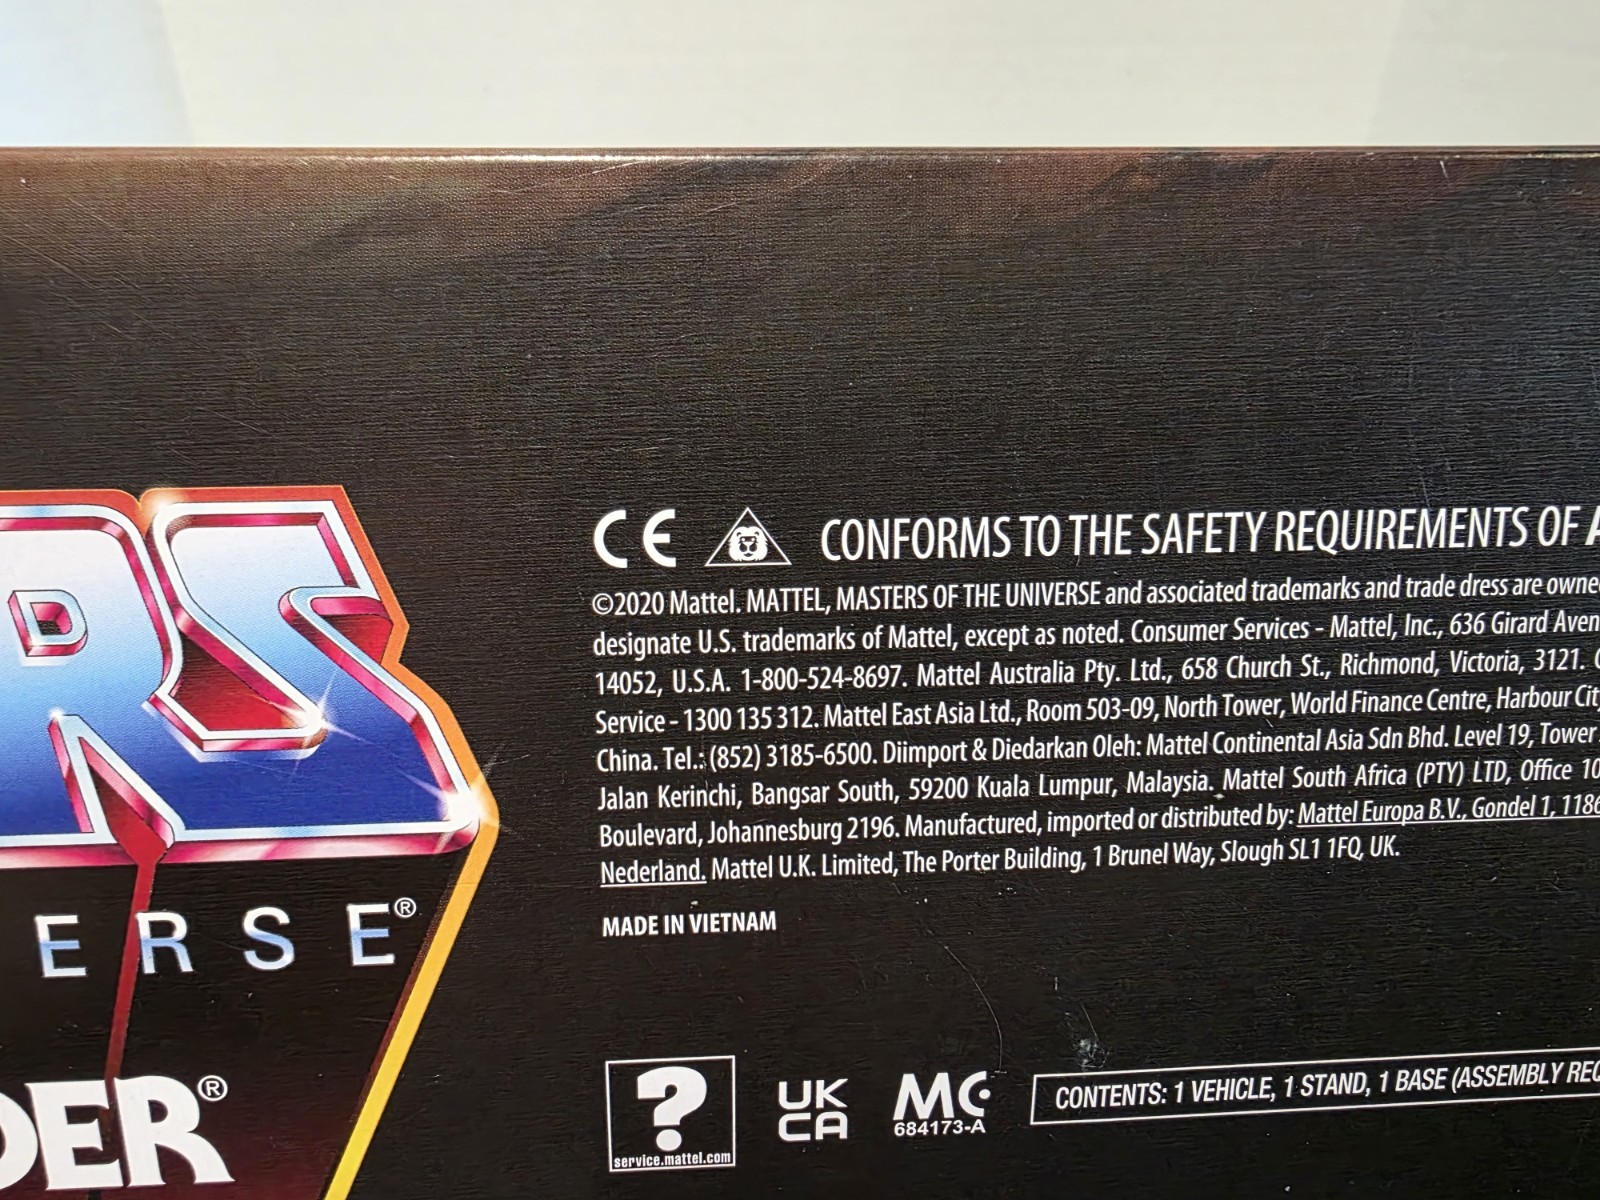 RS
ERSE®
DER®
CE
CONFORMS TO THE SAFETY REQUIREMENTS OF
©2020 Mattel. MATTEL, MASTERS OF THE UNIVERSE and associated trademarks and trade dress are owne
designate U.S. trademarks of Mattel, except as noted. Consumer Services - Mattel, Inc., 636 Girard Aven
14052, U.S.A. 1-800-524-8697. Mattel Australia Pty. Ltd., 658 Church St., Richmond, Victoria, 3121.
Service - 1300 135 312. Mattel East Asia Ltd., Room 503-09, North Tower, World Finance Centre, Harbour City
China. Tel.: (852) 3185-6500. Diimport & Diedarkan Oleh: Mattel Continental Asia Sdn Bhd. Level 19, Tower
Jalan Kerinchi, Bangsar South, 59200 Kuala Lumpur, Malaysia. Mattel South Africa (PTY) LTD, Office 10
Boulevard, Johannesburg 2196. Manufactured, imported or distributed by: Mattel Europa B.V., Gondel 1, 1186
Nederland. Mattel U.K. Limited, The Porter Building, 1 Brunel Way, Slough SL1 1FQ, UK.
MADE IN VIETNAM
?
service.mattel.com
UK
CA
MC
684173-A
CONTENTS: 1 VEHICLE, 1 STAND, 1 BASE (ASSEMBLY REQ